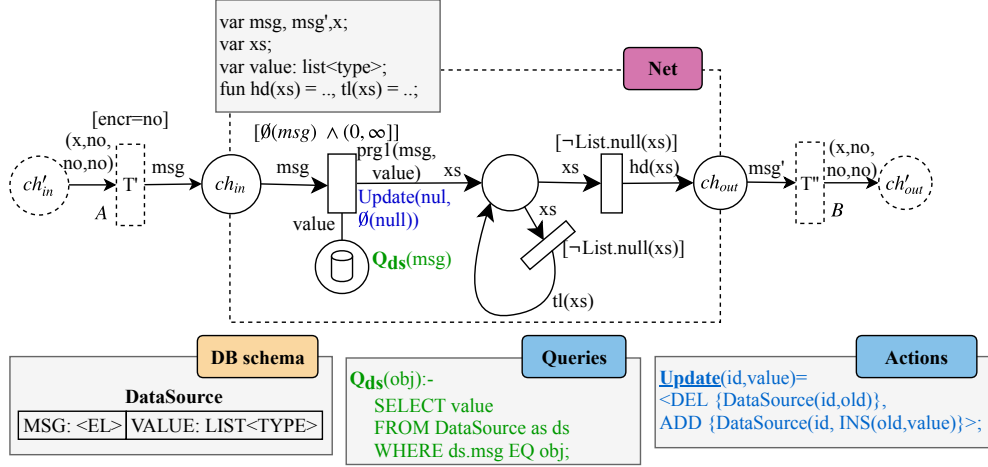 var msg, msg',x;
var xs;
var value: list<type>;
fun hd(xs) = .., tl(xs) = ..;
Net
[encr=no]
(x,no,
no,no)
ch'in
T'
A
msg
chin
msg
[∅(msg) ∧ (0, ∞]]
prg1(msg,
value)
Update(nul,
∅(null))
value
Qds(msg)
xs
xs
xs
[¬List.null(xs)]
tl(xs)
[¬List.null(xs)]
hd(xs)
chout
msg'
T''
B
(x,no,
no,no)
ch'out
DB schema
DataSource
MSG: <EL>
VALUE: LIST<TYPE>
Queries
Qds(obj):-
SELECT value
FROM DataSource as ds
WHERE ds.msg EQ obj;
Actions
Update(id,value)=
<DEL {DataSource(id,old)},
ADD {DataSource(id, INS(old,value)}>;